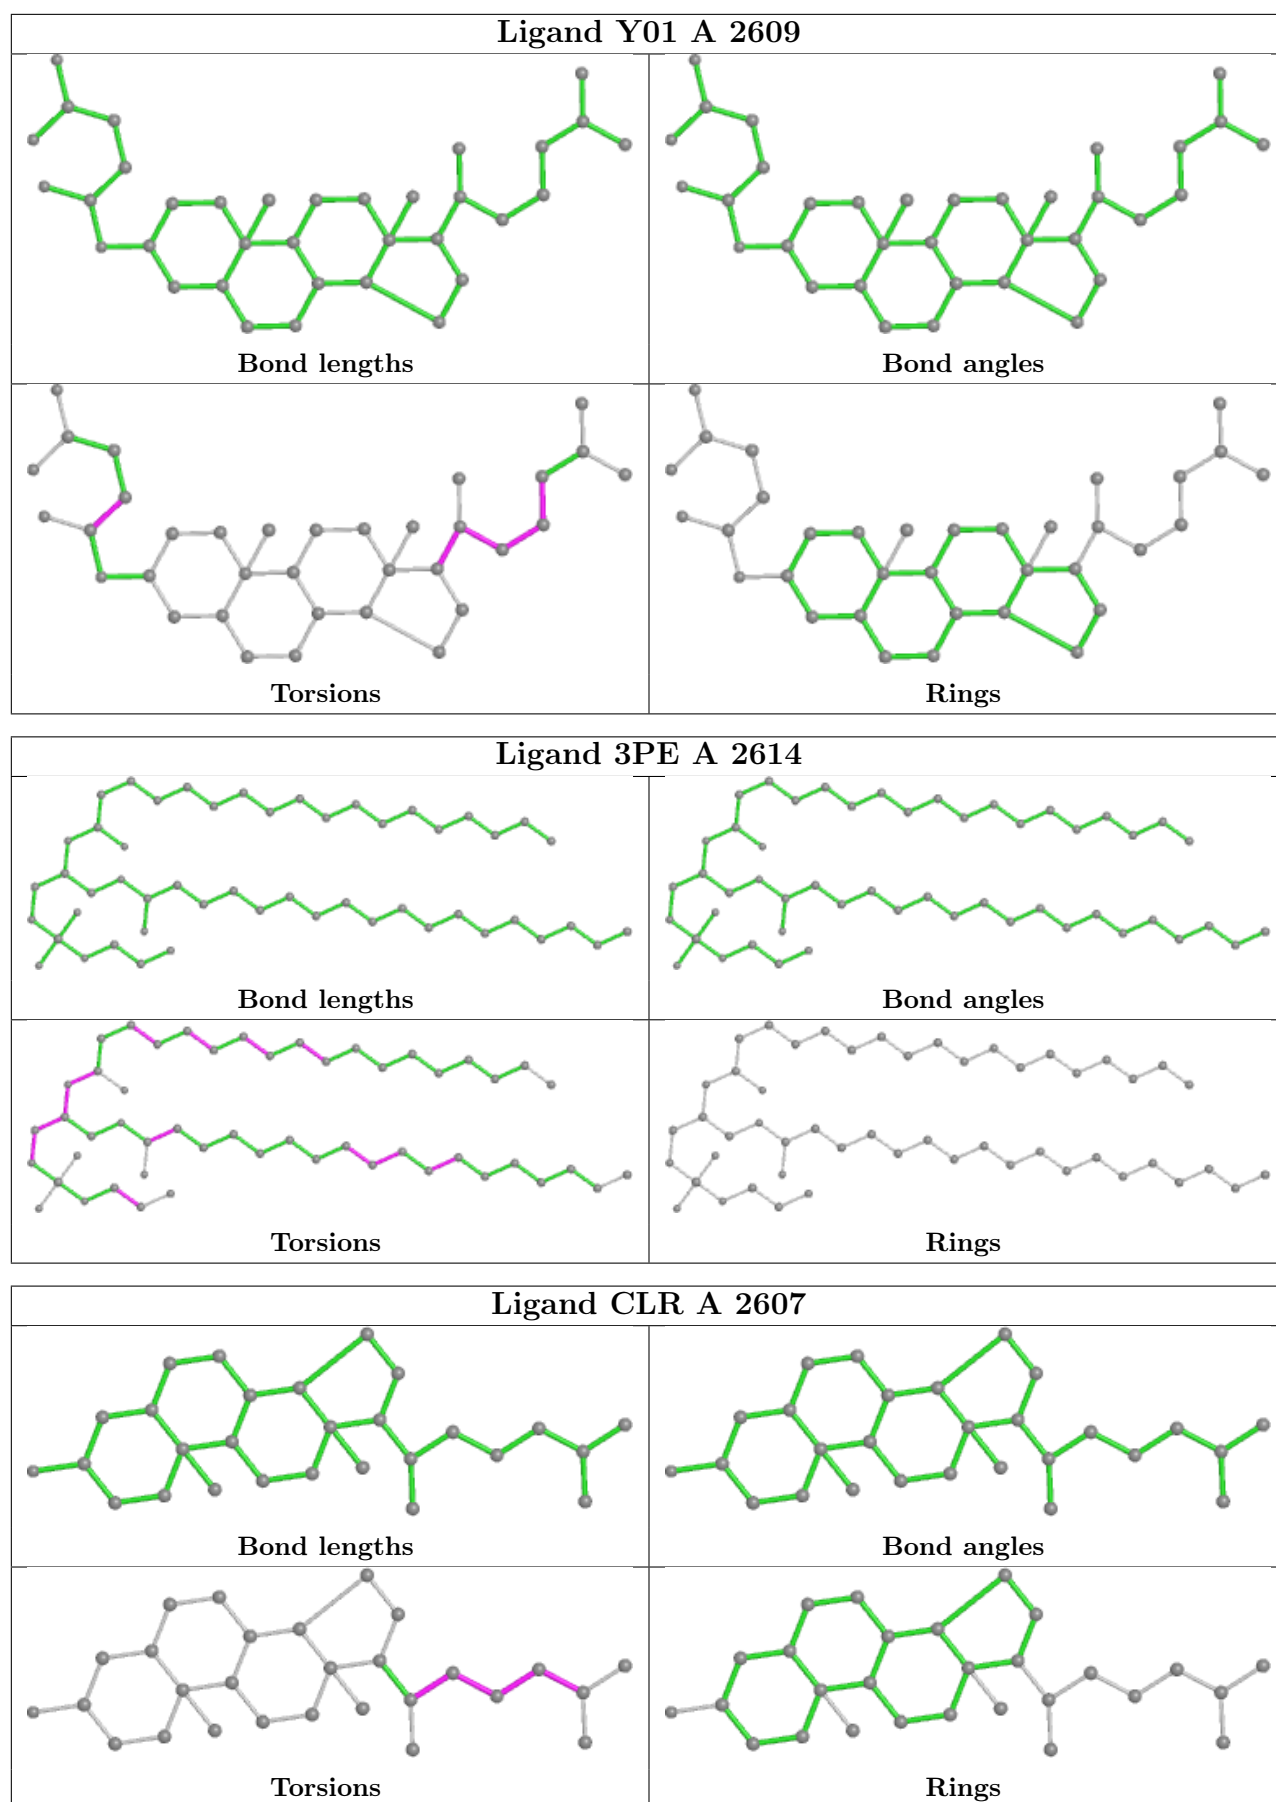 Ligand Y01 A 2609
Bond lengths
Bond angles
Torsions
Rings
Ligand 3PE A 2614
Bond lengths
Bond angles
Torsions
Rings
Ligand CLR A 2607
Bond lengths
Bond angles
Torsions
Rings